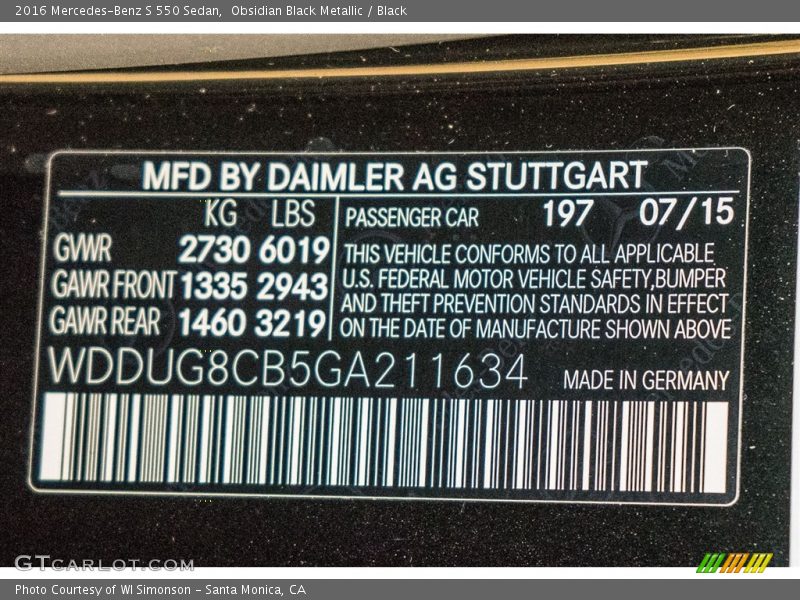 2016 Mercedes-Benz S 550 Sedan,  Obsidian Black Metallic / Black
MFD BY DAIMLER AG STUTTGART
KG LBS
GWR 2730 6019
GAWR FRONT 1335 2943
GAWR REAR 1460 3219
PASSENGER CAR 197 07/15
THIS VEHICLE CONFORMS TO ALL APPLICABLE
U.S. FEDERAL MOTOR VEHICLE SAFETY,BUMPER
AND THEFT PREVENTION STANDARDS IN EFFECT
ON THE DATE OF MANUFACTURE SHOWN ABOVE
WDDUG8CB5GA211634
MADE IN GERMANY
GTCARLOT.COM
Photo Courtesy of WI Simonson - Santa Monica, CA